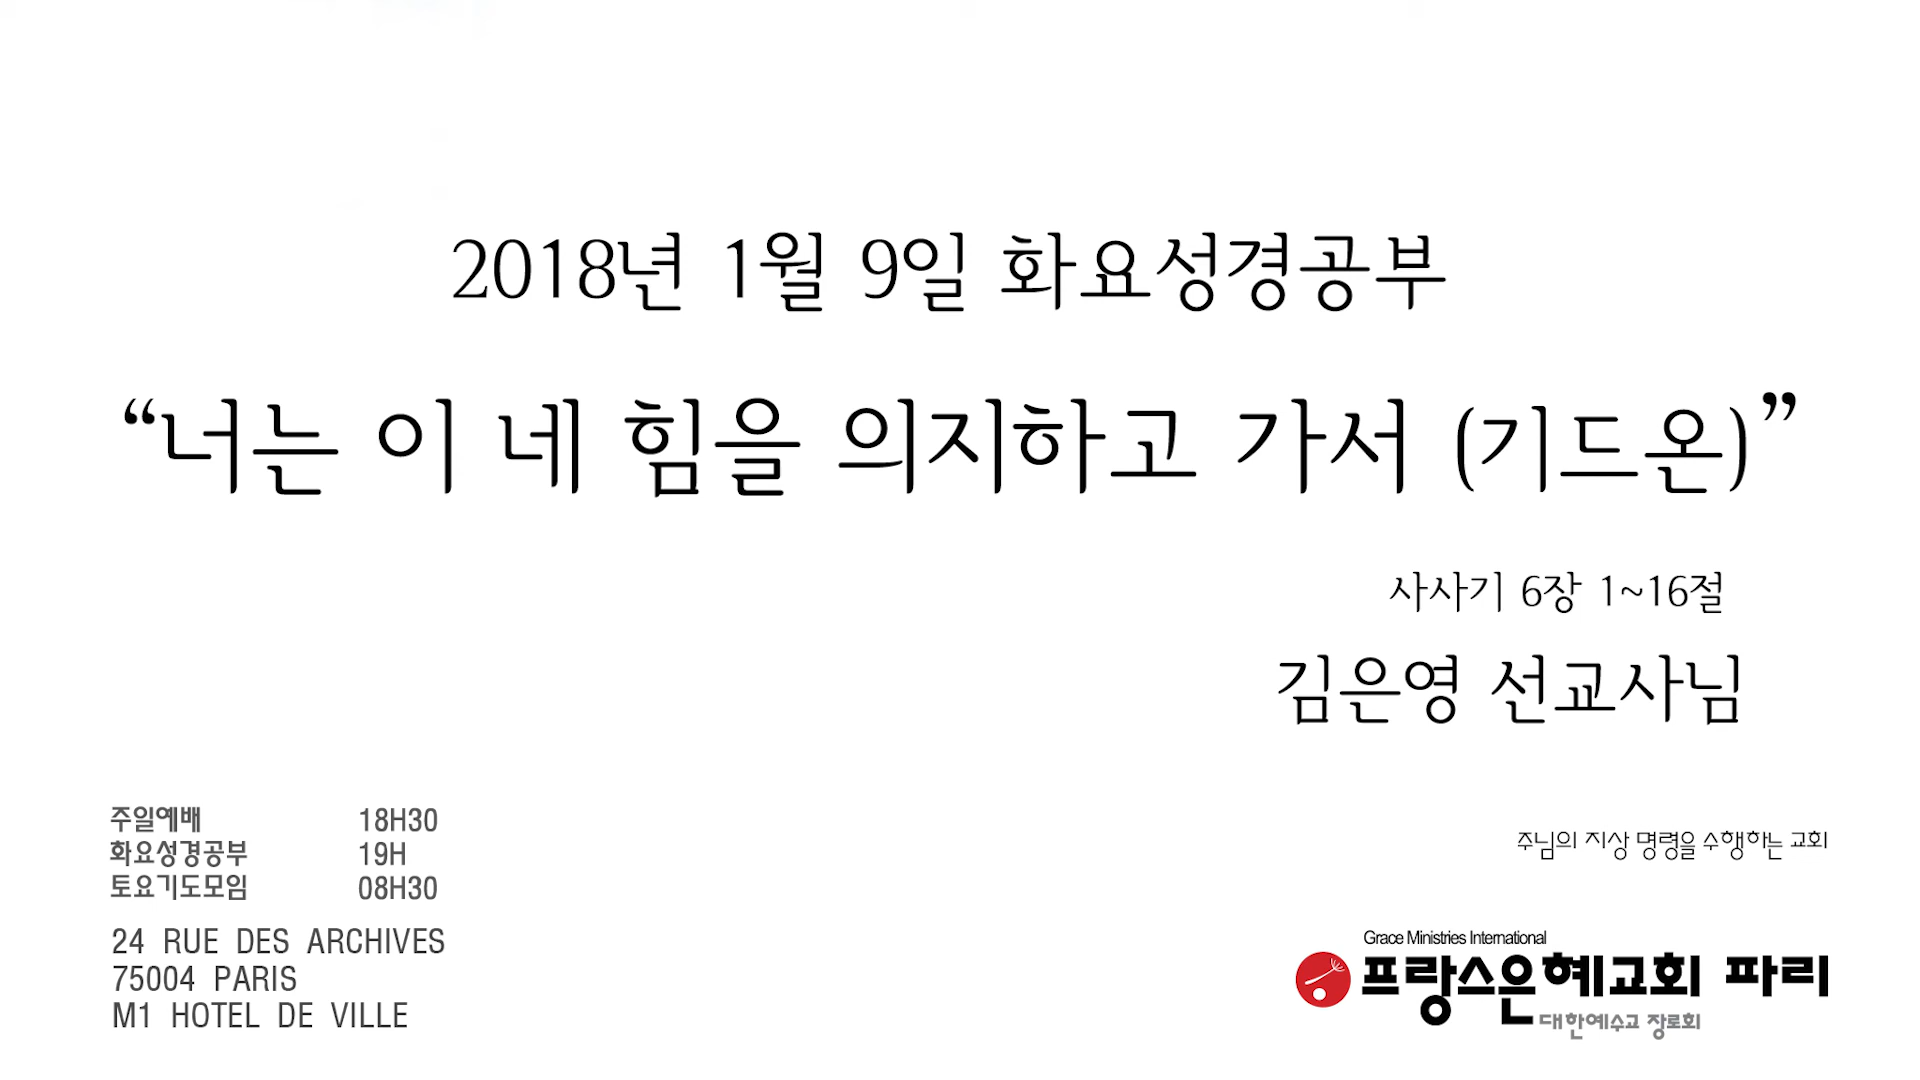 2018년 1월 9일 화요성경공부
“너는 이 네 힘을 의지하고 가서 (기드온)”
사사기 6장 1~16절
김은영 선교사님
주일예배 18H30
화요성경공부 19H
토요기도모임 08H30
24 RUE DES ARCHIVES
75004 PARIS
M1 HOTEL DE VILLE
주님의 지상 명령을 수행하는 교회
Grace Ministries International
프랑스은혜교회 파리
대한예수교 장로회